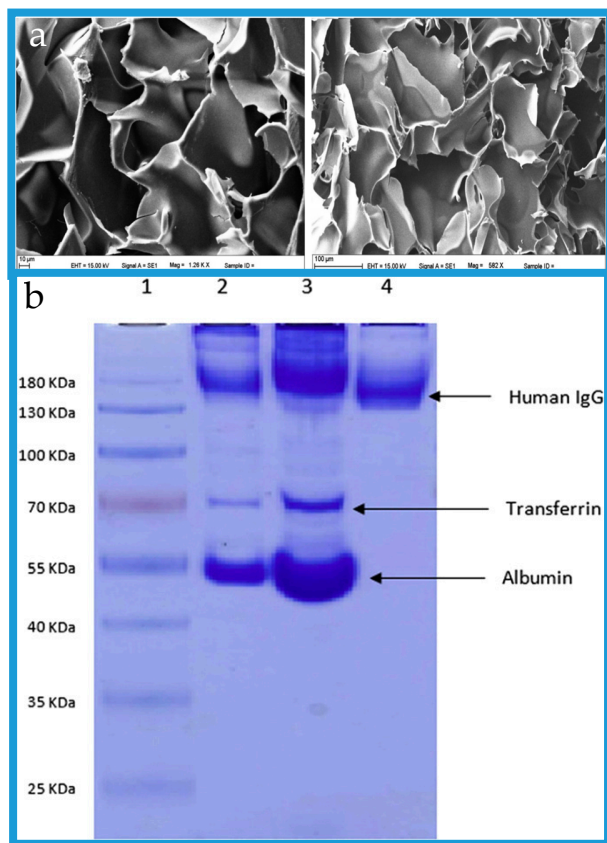 a
10 µm EHT = 15.00 kV Signal A = SE1 Mag = 1.26 K X Sample ID =
100 µm EHT = 15.00 kV Signal A = SE1 Mag = 582 X Sample ID =
b
1 2 3 4
180 KDa
130 KDa
100 KDa
70 KDa
55 KDa
40 KDa
35 KDa
25 KDa
Human IgG
Transferrin
Albumin